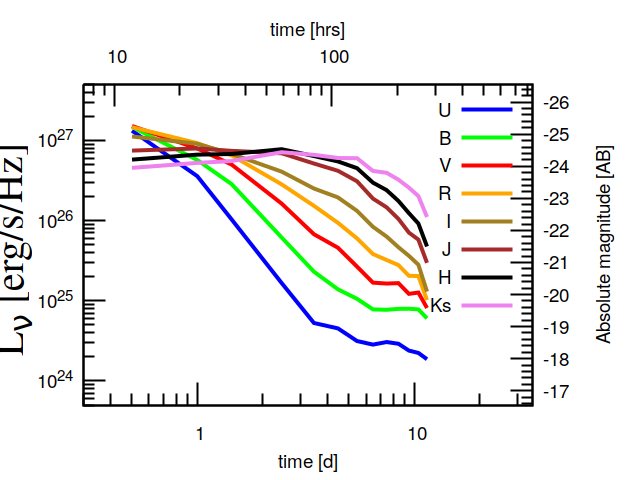 time [hrs]
10 100
Lν [erg/s/Hz]
10^27
10^26
10^25
10^24
U
B
V
R
I
J
H
Ks
-26
-25
-24
-23
-22
-21
-20
-19
-18
-17
Absolute magnitude [AB]
1 10
time [d]